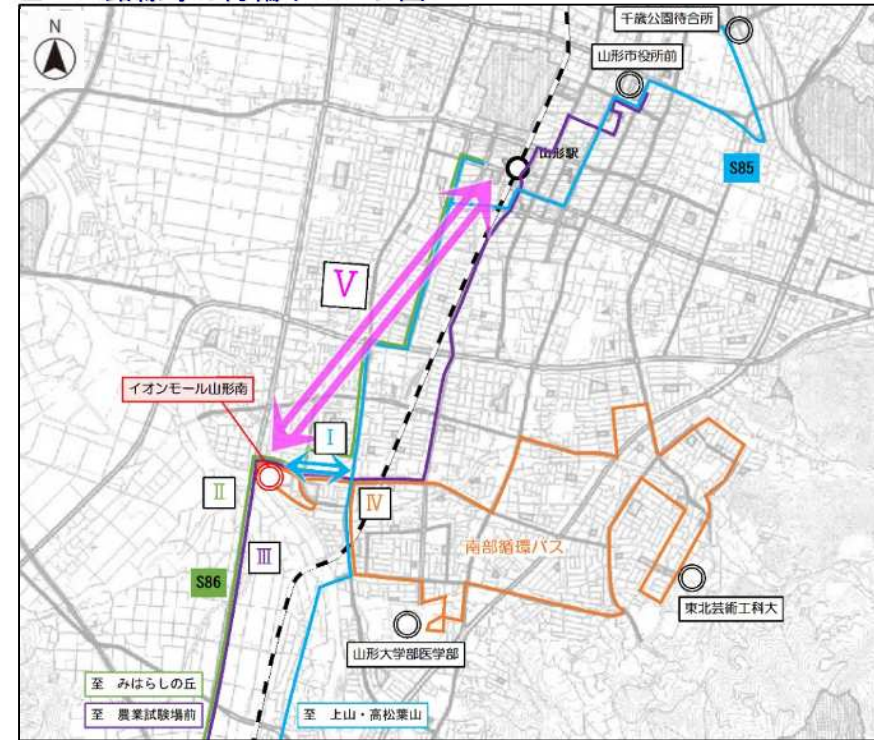 N
千歳公園待合所
山形市役所前
山形駅
S85
Ⅴ
イオンモール山形南
Ⅰ
Ⅱ
Ⅳ
Ⅲ
南部循環バス
S86
東北芸術工科大
山形大学部医学部
至 みはらしの丘
至 農業試験場前
至 上山・高松葉山